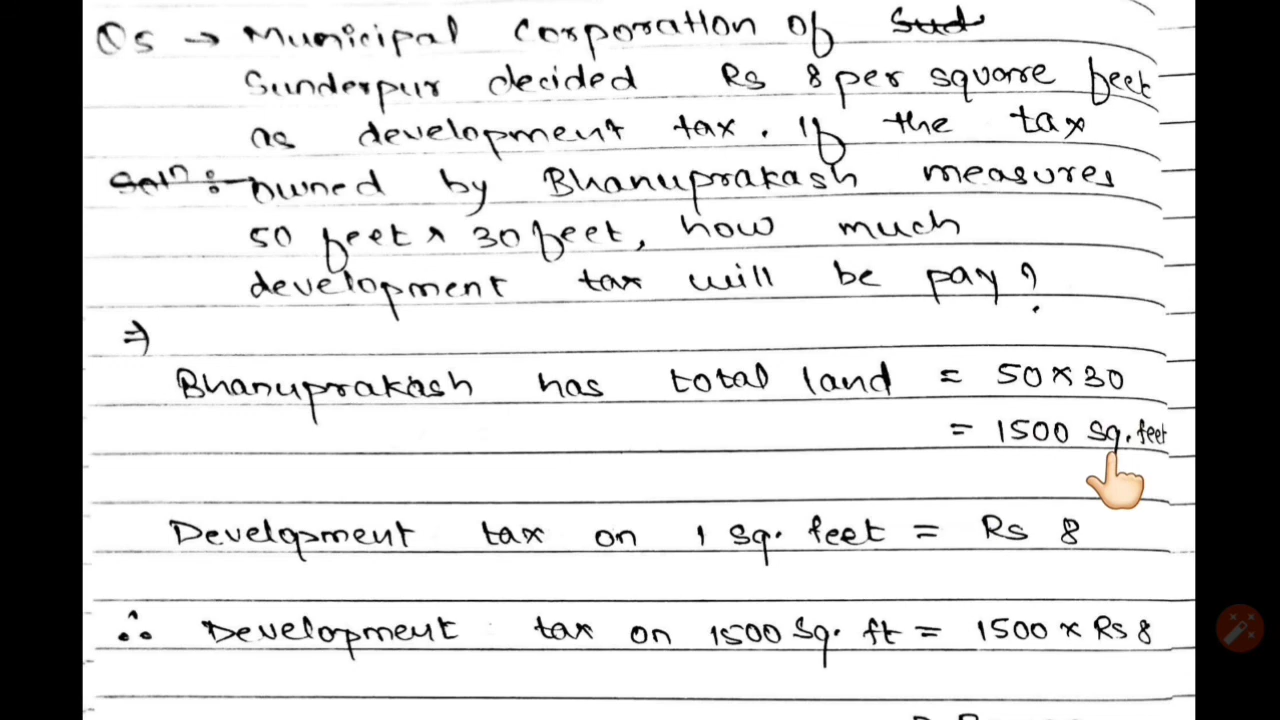 Q5 → Municipal Corporation of Sud
Sunderpur decided Rs 8 per square feet
as development tax. If the tax
Soln :- owned by Bhanuprakash measures
50 feet × 30 feet, how much
development tax will be pay?
⇒
Bhanuprakash has total land = 50 × 30
= 1500 sq. feet
Development tax on 1 sq. feet = Rs 8
∴ Development tax on 1500 sq. ft = 1500 × Rs 8